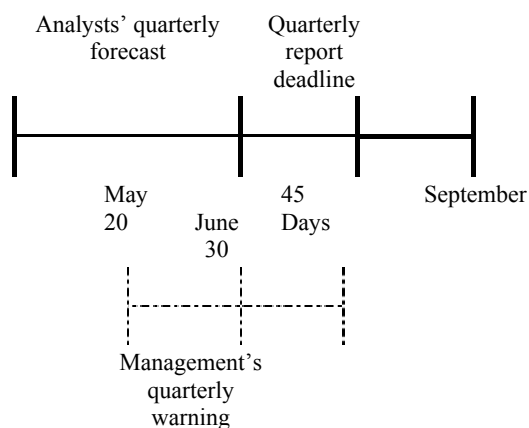 Analysts’ quarterly
forecast
Quarterly
report
deadline
May
20
June
30
45
Days
September
Management’s
quarterly
warning